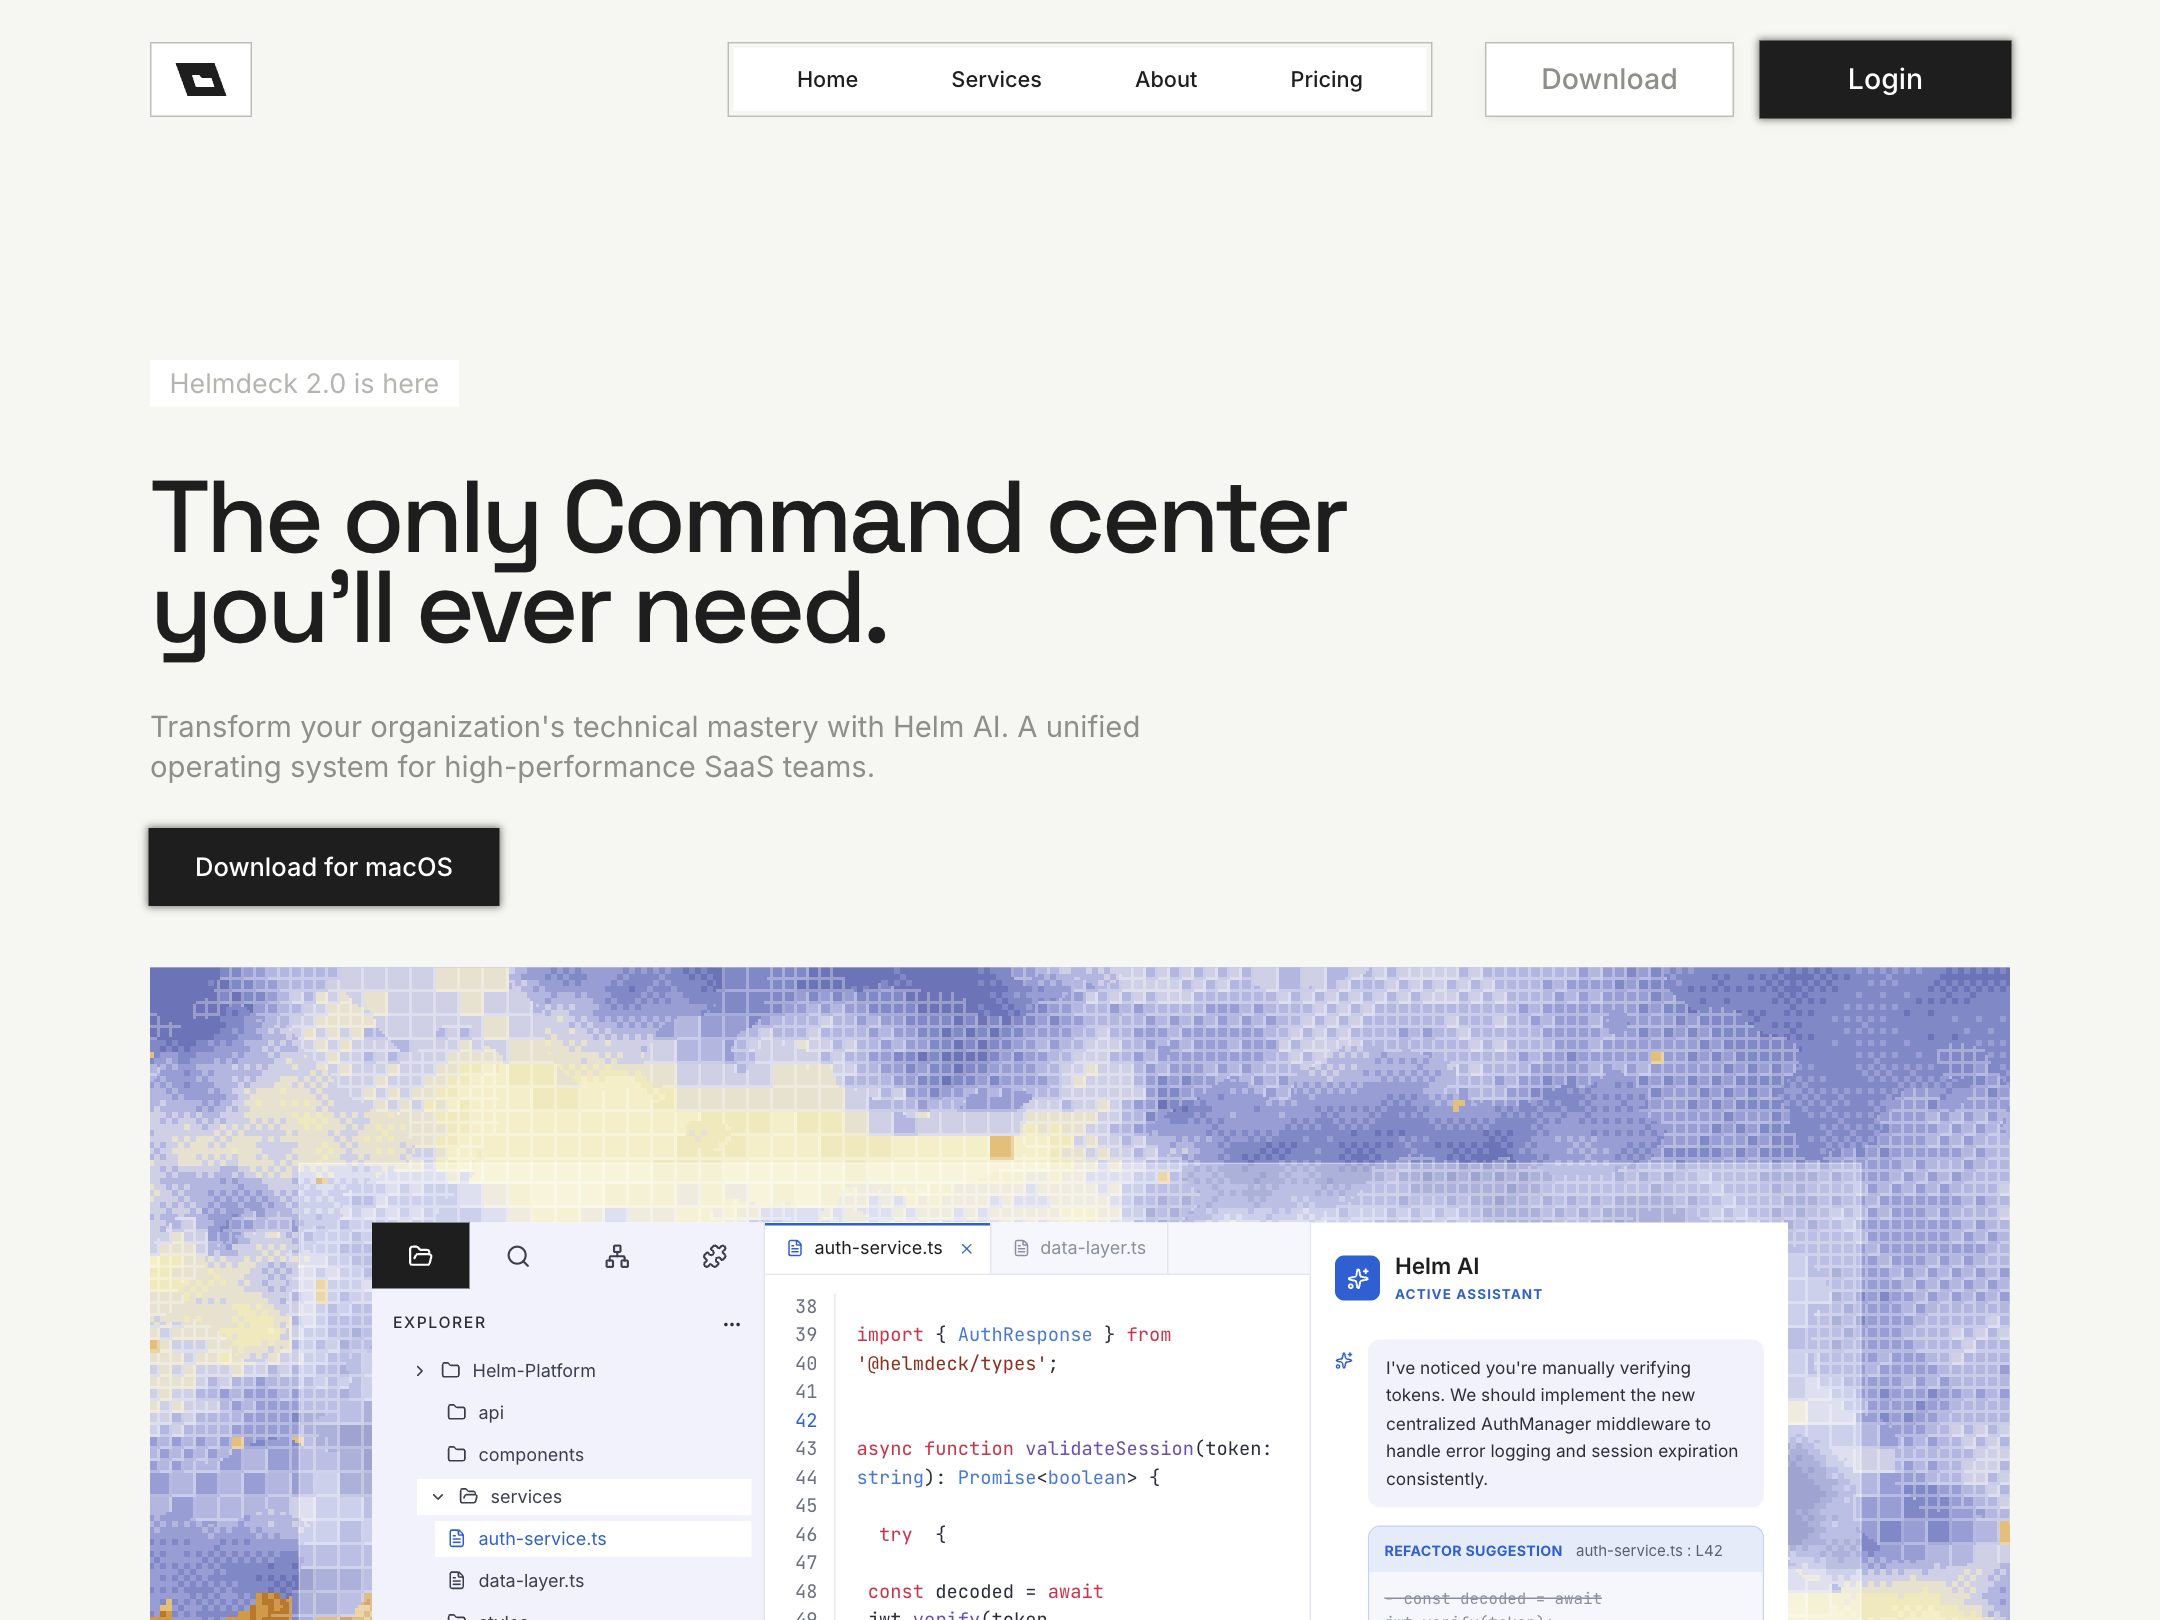 Home Services About Pricing Download Login
Helmdeck 2.0 is here
The only Command center
you’ll ever need.
Transform your organization's technical mastery with Helm AI. A unified
operating system for high-performance SaaS teams.
Download for macOS
EXPLORER
Helm-Platform
api
components
services
auth-service.ts
data-layer.ts
auth-service.ts data-layer.ts
38
39 import { AuthResponse } from
40 '@helmdeck/types';
41
42
43 async function validateSession(token:
44 string): Promise<boolean> {
45
46 try {
47
48 const decoded = await
49 jwt.verify(token,
Helm AI
ACTIVE ASSISTANT
I've noticed you're manually verifying
tokens. We should implement the new
centralized AuthManager middleware to
handle error logging and session expiration
consistently.
REFACTOR SUGGESTION auth-service.ts : L42
- const decoded = await